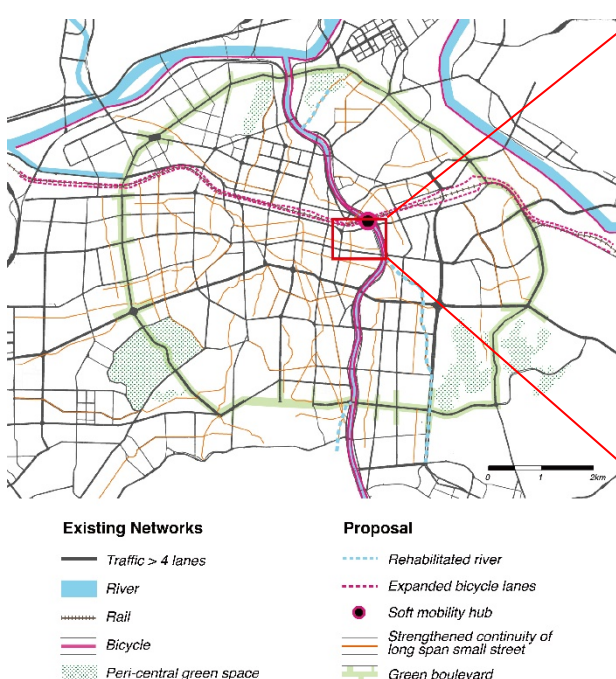 0 1 2km
Existing Networks
Traffic > 4 lanes
River
Rail
Bicycle
Peri-central green space
Proposal
Rehabilitated river
Expanded bicycle lanes
Soft mobility hub
Strengthened continuity of
long span small street
Green boulevard